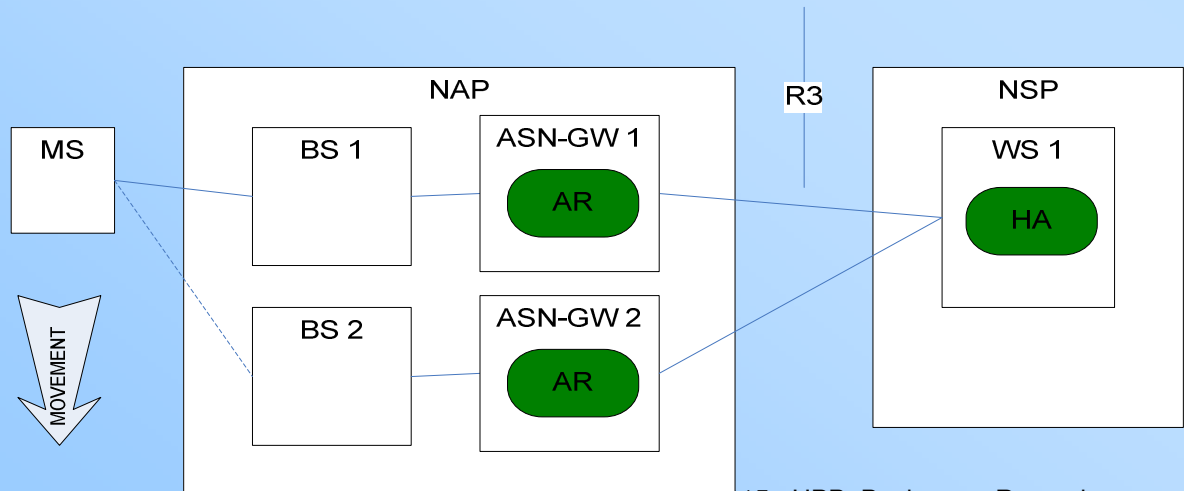 MS
MOVEMENT
NAP
BS 1
ASN-GW 1
AR
BS 2
ASN-GW 2
AR
R3
NSP
WS 1
HA